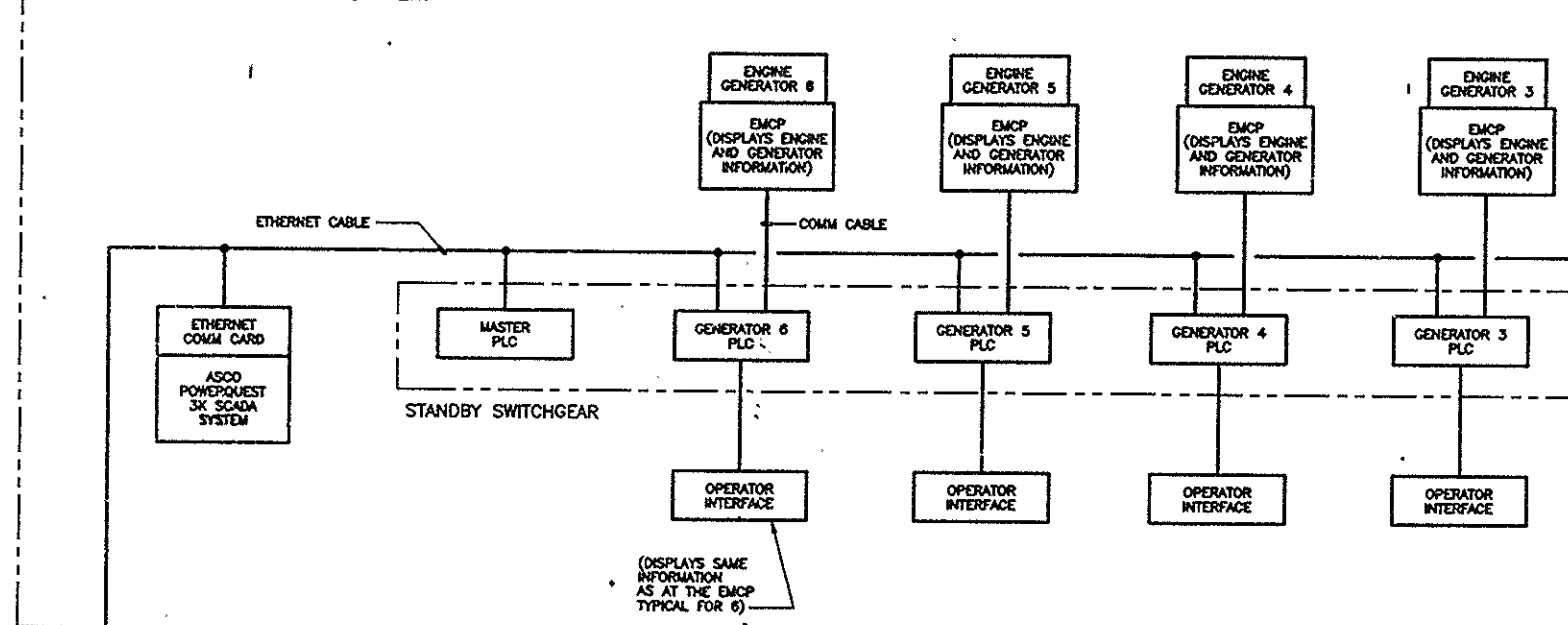 ENGINE
GENERATOR 6
EMCP
(DISPLAYS ENGINE
AND GENERATOR
INFORMATION)
ENGINE
GENERATOR 5
EMCP
(DISPLAYS ENGINE
AND GENERATOR
INFORMATION)
ENGINE
GENERATOR 4
EMCP
(DISPLAYS ENGINE
AND GENERATOR
INFORMATION)
ENGINE
GENERATOR 3
EMCP
(DISPLAYS ENGINE
AND GENERATOR
INFORMATION)
ETHERNET CABLE
COMM CABLE
ETHERNET
COMM CARD
ASCO
POWERQUEST
3X SCADA
SYSTEM
MASTER
PLC
GENERATOR 6
PLC
GENERATOR 5
PLC
GENERATOR 4
PLC
GENERATOR 3
PLC
STANDBY SWITCHGEAR
OPERATOR
INTERFACE
OPERATOR
INTERFACE
OPERATOR
INTERFACE
OPERATOR
INTERFACE
(DISPLAYS SAME
INFORMATION
AS AT THE EMCP
TYPICAL FOR 6)